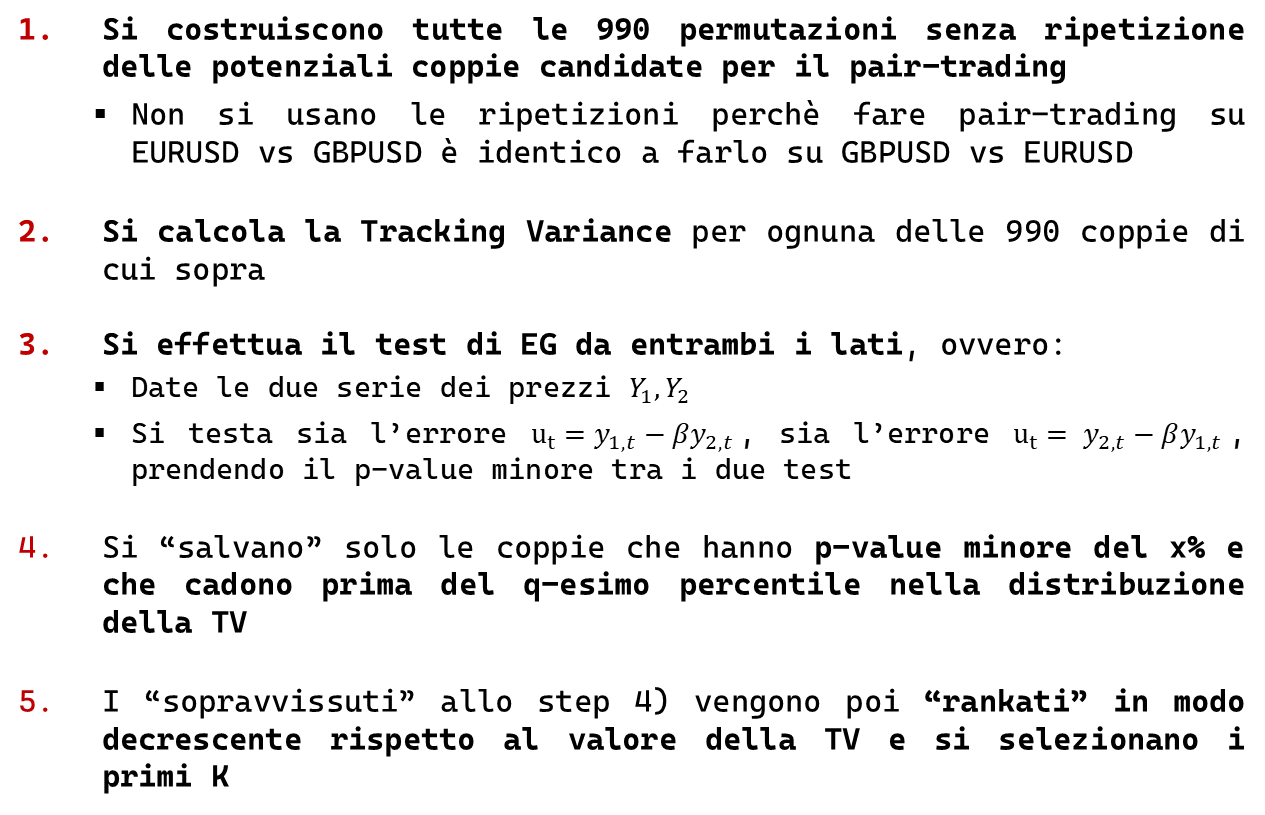 1. Si costruiscono tutte le 990 permutazioni senza ripetizione
delle potenziali coppie candidate per il pair-trading
▪ Non si usano le ripetizioni perchè fare pair-trading su
EURUSD vs GBPUSD è identico a farlo su GBPUSD vs EURUSD
2. Si calcola la Tracking Variance per ognuna delle 990 coppie di
cui sopra
3. Si effettua il test di EG da entrambi i lati, ovvero:
▪ Date le due serie dei prezzi Y₁, Y₂
▪ Si testa sia l’errore uₜ = y₁,ₜ − βy₂,ₜ , sia l’errore uₜ = y₂,ₜ − βy₁,ₜ ,
prendendo il p-value minore tra i due test
4. Si “salvano” solo le coppie che hanno p-value minore del x% e
che cadono prima del q-esimo percentile nella distribuzione
della TV
5. I “sopravvissuti” allo step 4) vengono poi “rankati” in modo
decrescente rispetto al valore della TV e si selezionano i
primi K